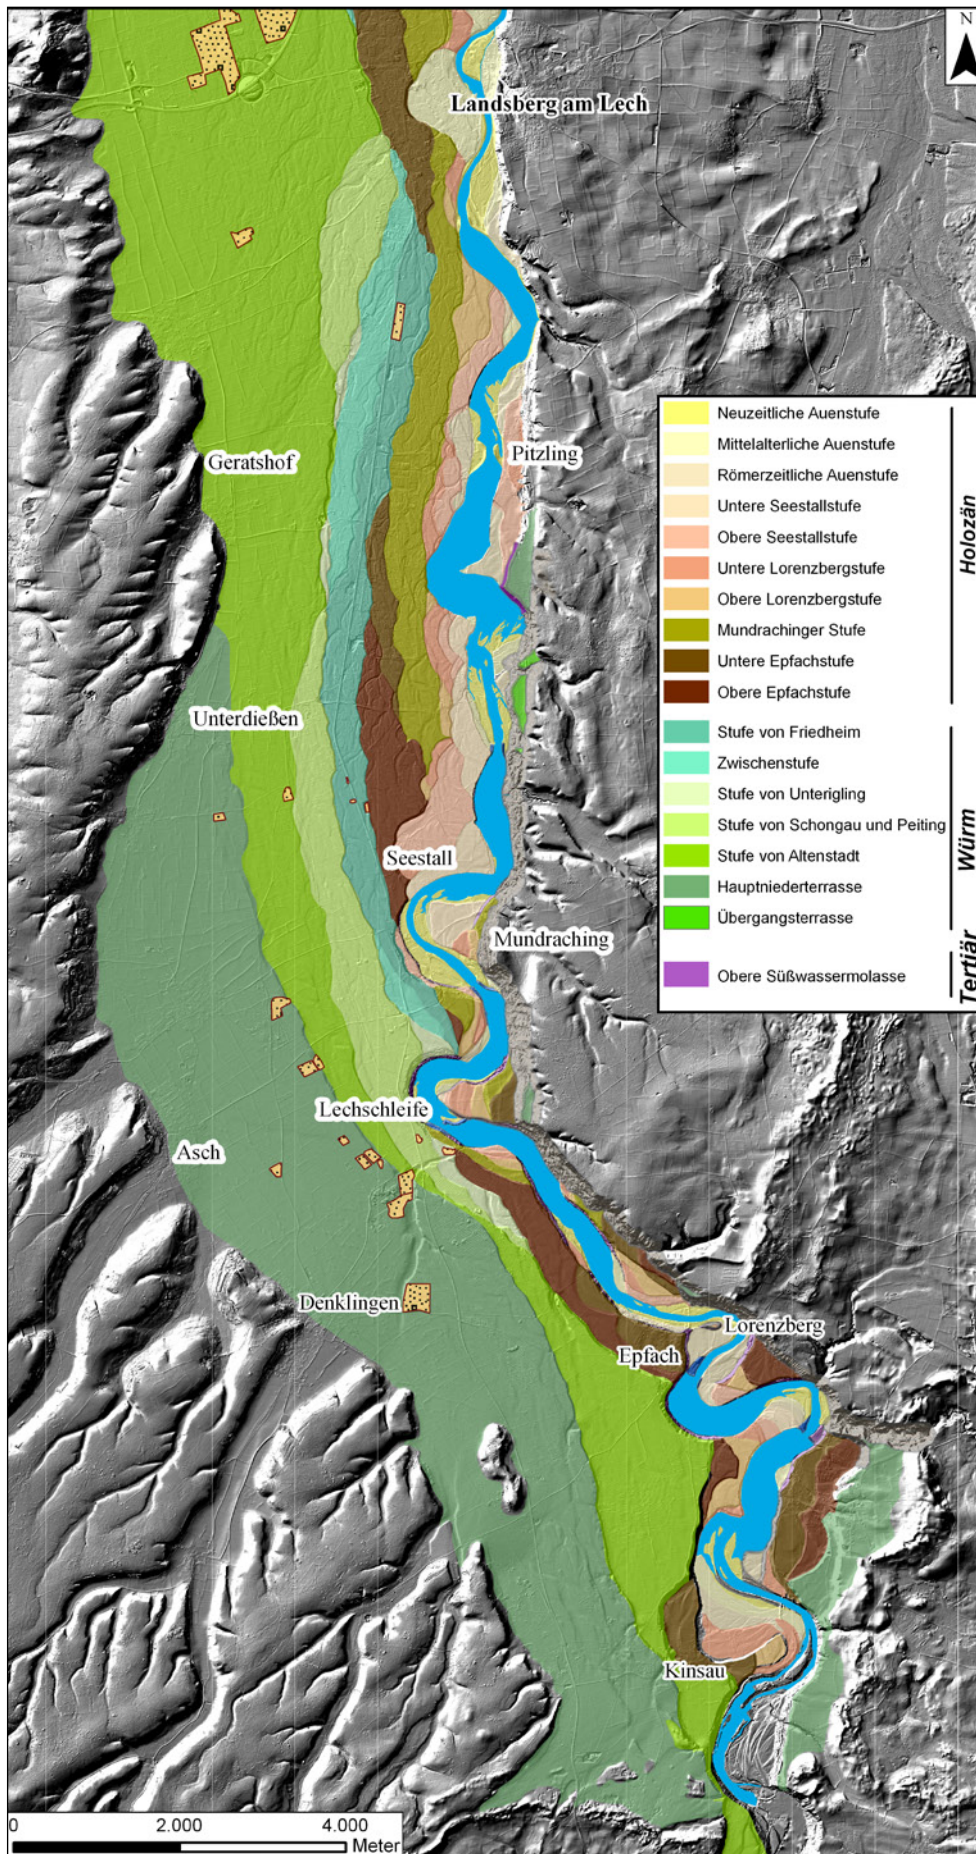 N
Landsberg am Lech
Geratshof
Pitzling
Neuzeitliche Auenstufe
Mittelalterliche Auenstufe
Römerzeitliche Auenstufe
Untere Seestallstufe
Obere Seestallstufe
Untere Lorenzbergstufe
Obere Lorenzbergstufe
Mundrachinger Stufe
Untere Epfachstufe
Obere Epfachstufe
Holozän
Stufe von Friedheim
Zwischenstufe
Stufe von Unterigling
Stufe von Schongau und Peiting
Stufe von Altenstadt
Hauptniederterrasse
Übergangsterrasse
Würm
Obere Süßwassermolasse
Tertiär
Unterdießen
Seestall
Mundraching
Lechschleife
Asch
Denklingen
Lorenzberg
Epfach
Kinsau
0 2.000 4.000
Meter